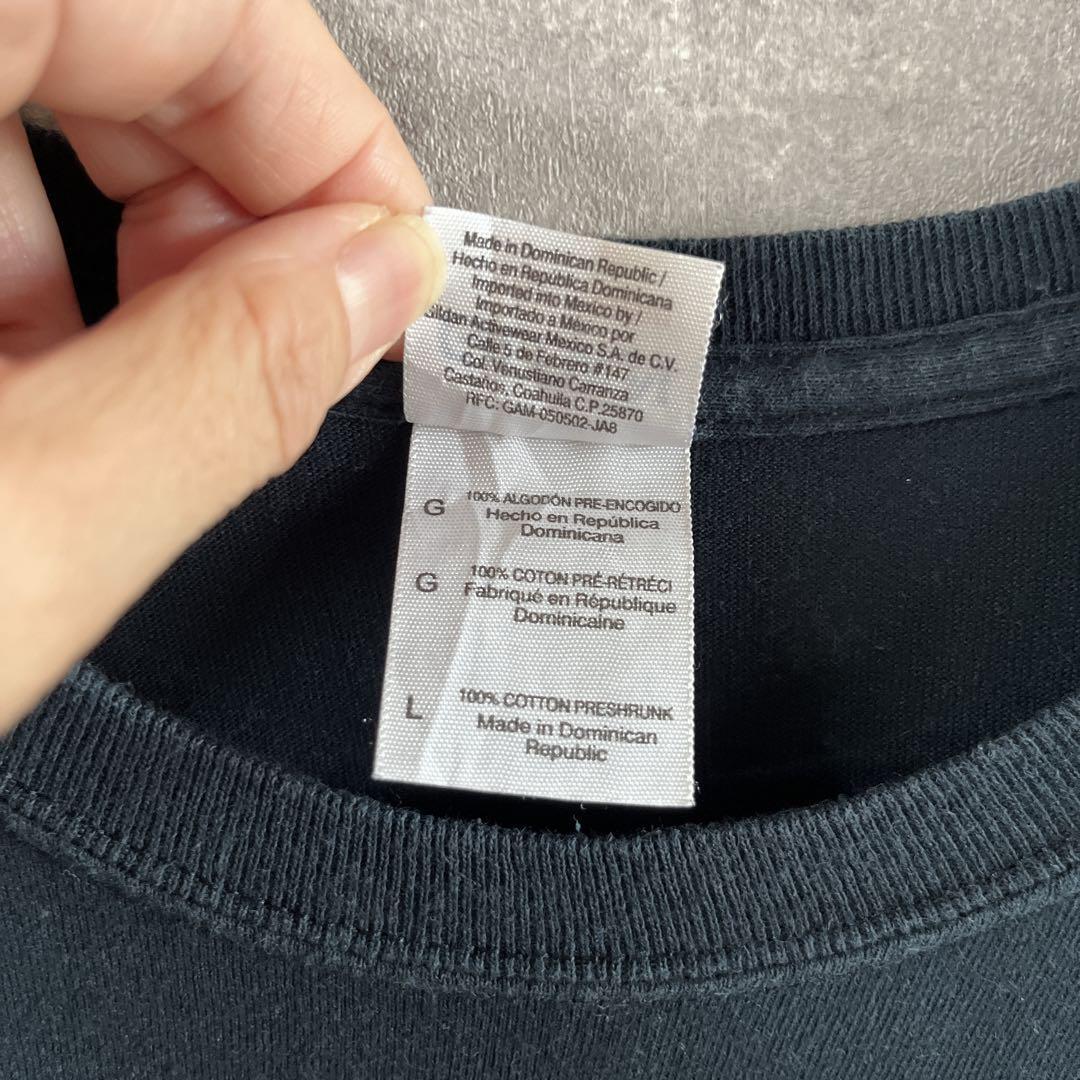 Made in Dominican Republic /
Hecho en República Dominicana
Imported into Mexico by /
Importado a México por
Gildan Activewear Mexico S.A. de C.V.
Calle 5 de Febrero #147
Col. Venustiano Carranza
Castaños, Coahuila C.P.25870
RFC: GAM-050502-JA8
G 100% ALGODÓN PRE-ENCOGIDO
Hecho en República
Dominicana
G 100% COTON PRÉ-RÉTRÉCI
Fabriqué en République
Dominicaine
L 100% COTTON PRESHRUNK
Made in Dominican
Republic